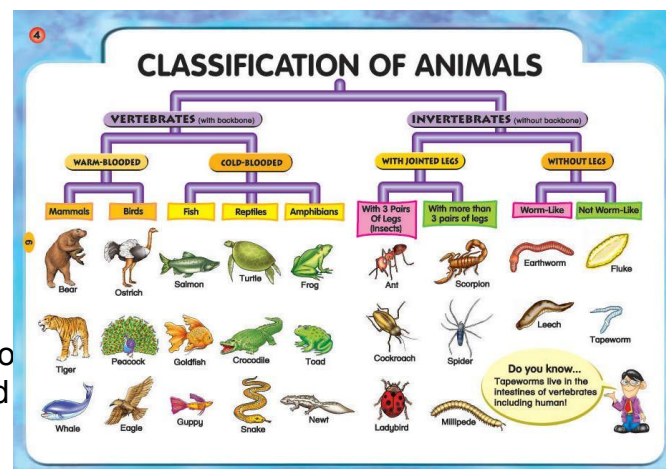 4
CLASSIFICATION OF ANIMALS
VERTEBRATES (with backbone)
INVERTEBRATES (without backbone)
WARM-BLOODED
COLD-BLOODED
WITH JOINTED LEGS
WITHOUT LEGS
Mammals
Birds
Fish
Reptiles
Amphibians
With 3 Pairs
Of Legs
(Insects)
With more than
3 pairs of legs
Worm-Like
Not Worm-Like
Bear
Ostrich
Salmon
Turtle
Frog
Ant
Scorpion
Earthworm
Fluke
Tiger
Peacock
Goldfish
Crocodile
Toad
Cockroach
Spider
Leech
Tapeworm
Whale
Eagle
Guppy
Snake
Newt
Ladybird
Millipede
Do you know...
Tapeworms live in the
intestines of vertebrates
including human!